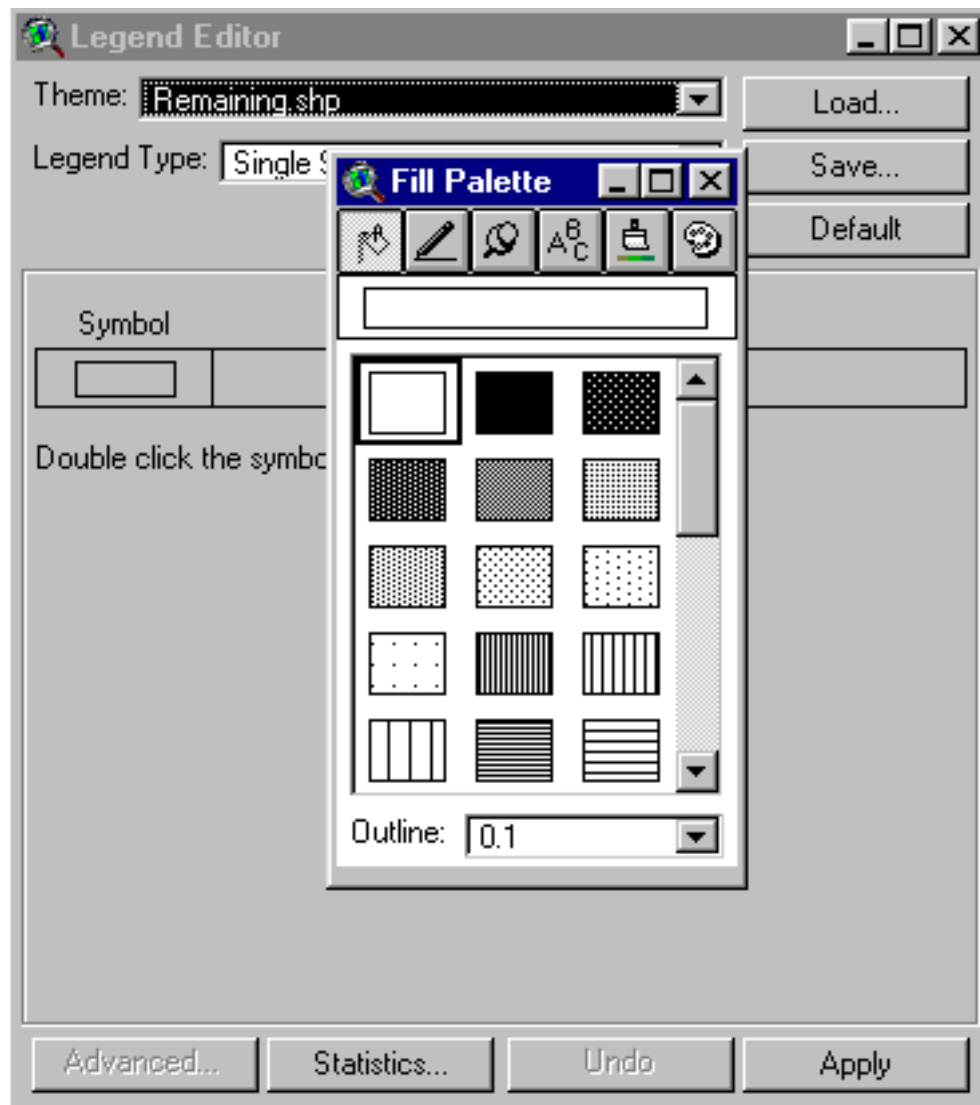 Legend Editor
Theme: Remaining.shp
Load...
Legend Type: Single
Save...
Default
Fill Palette
ABC
Symbol
Double click the
Outline: 0.1
Advanced...
Statistics...
Undo
Apply